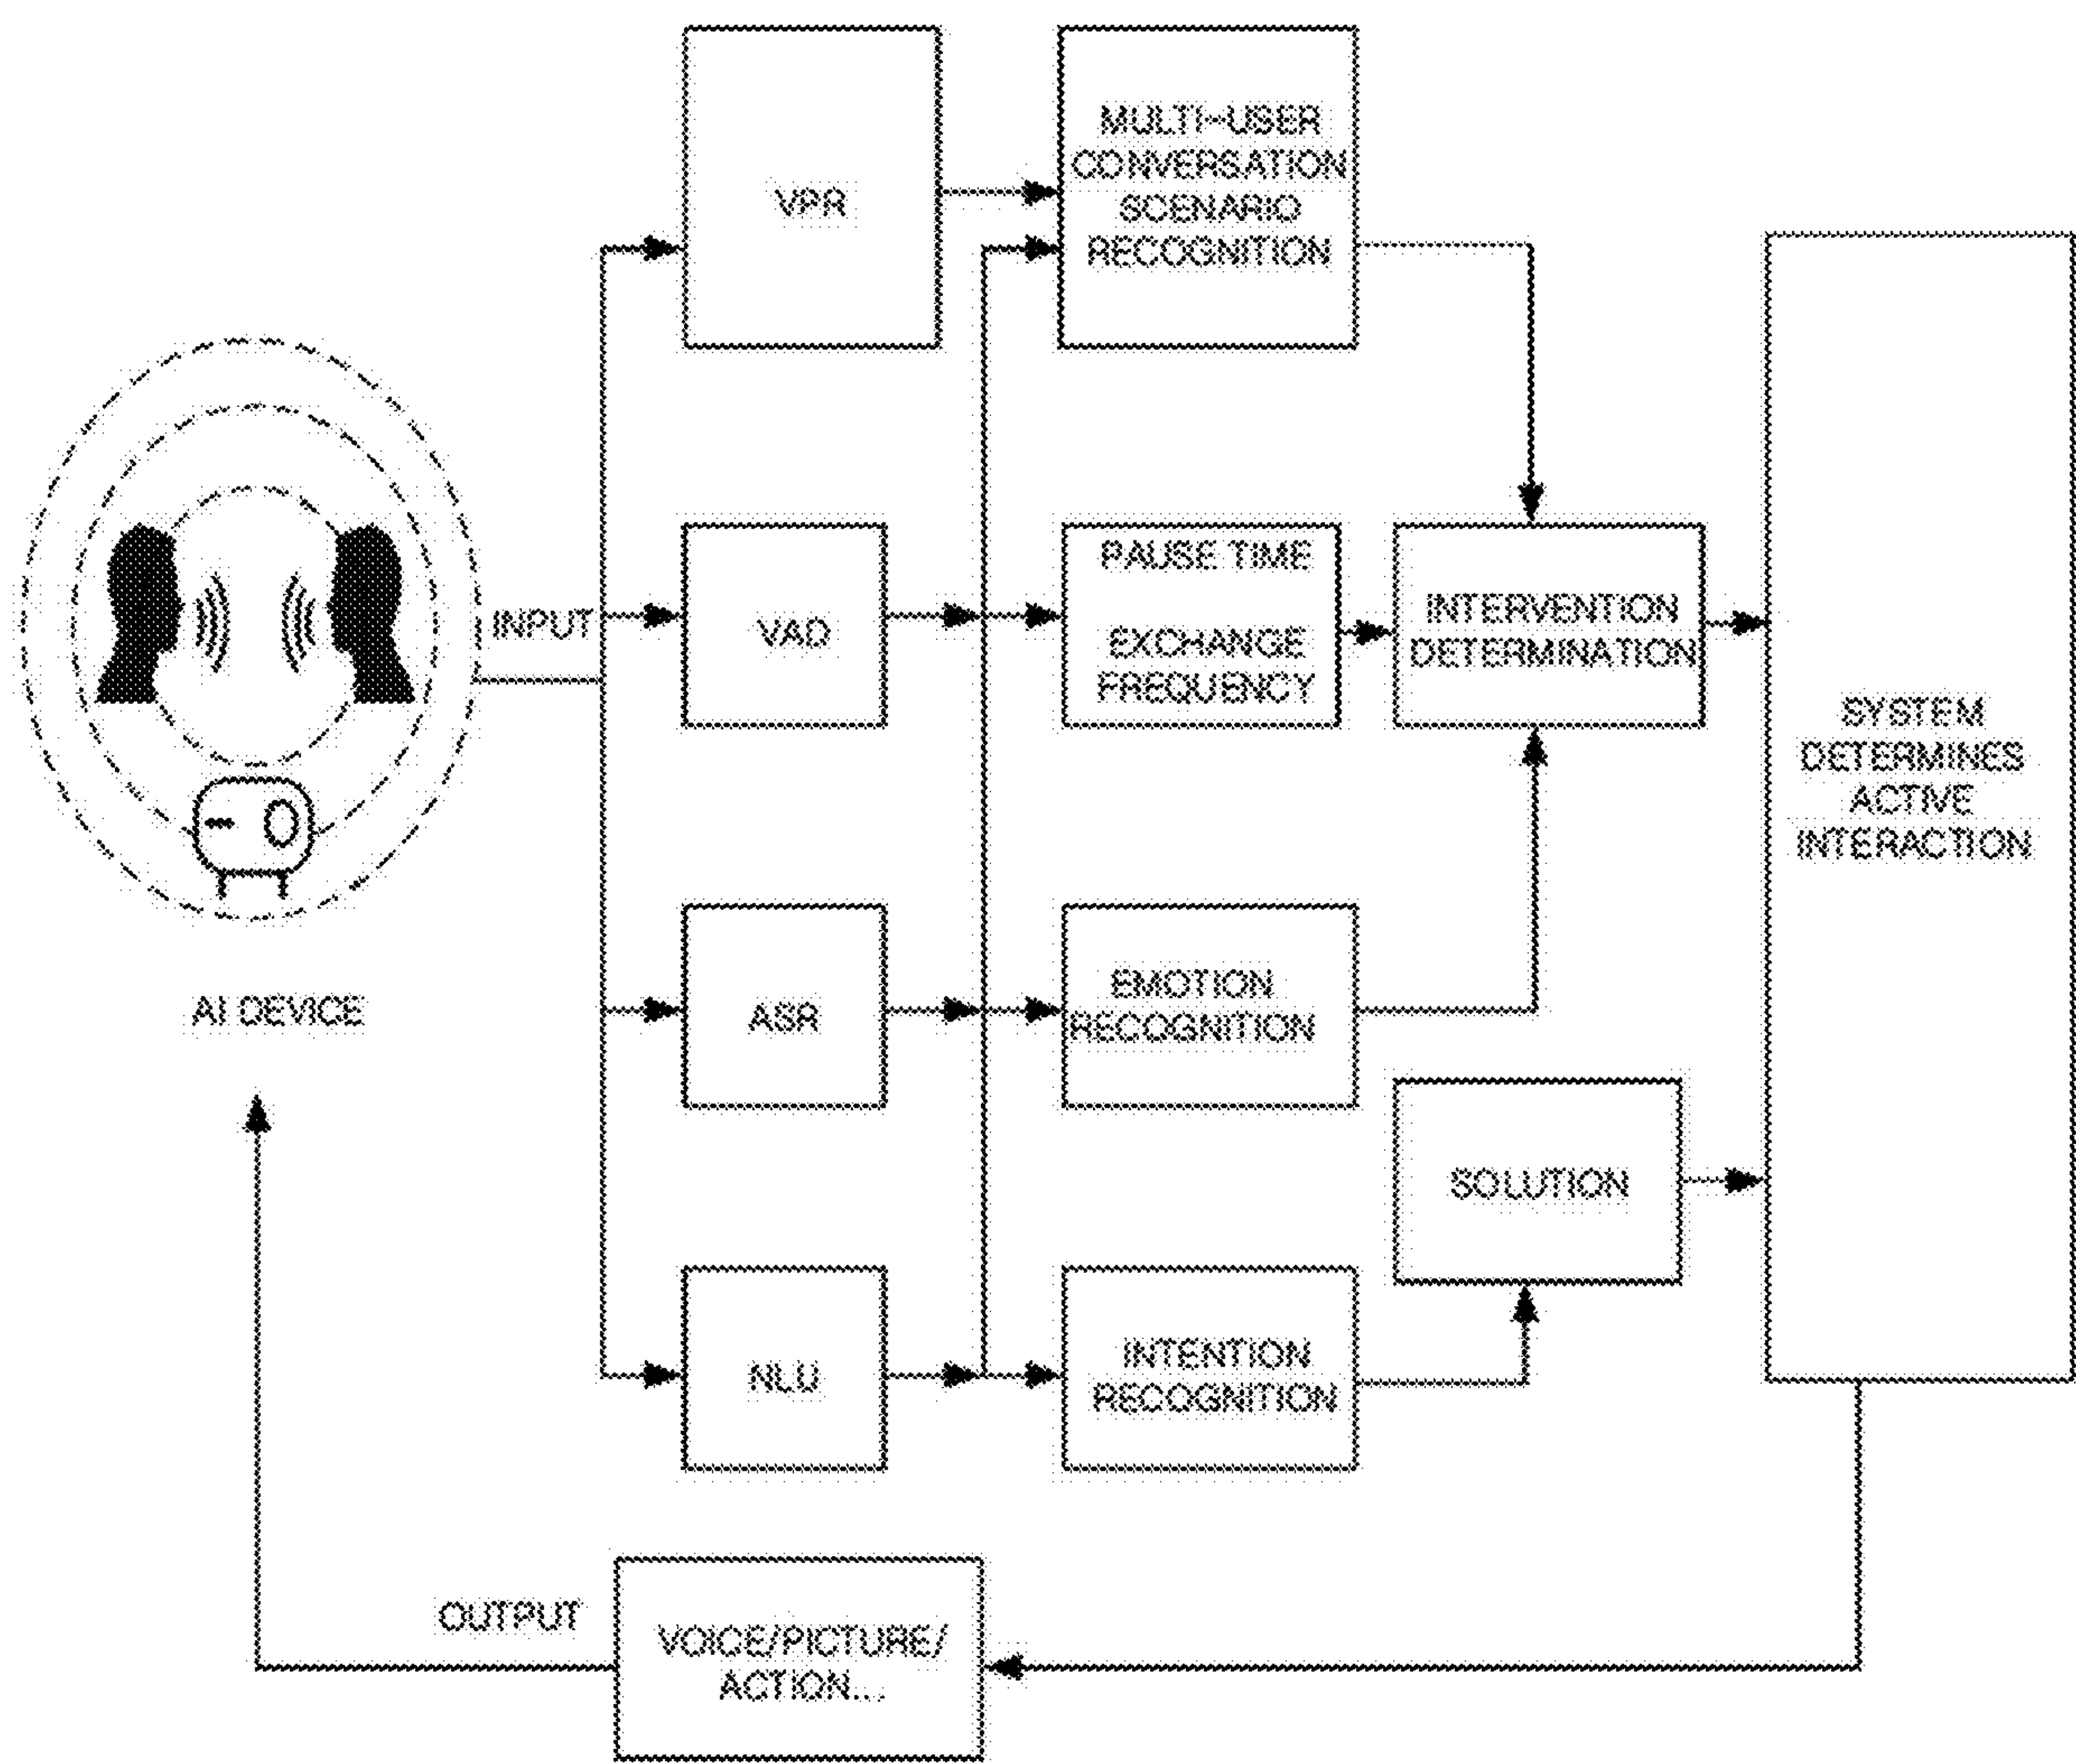 VPR
MULTI-USER
CONVERSATION
SCENARIO
RECOGNITION
INPUT
VAD
PAUSE TIME
EXCHANGE
FREQUENCY
INTERVENTION
DETERMINATION
SYSTEM
DETERMINES
ACTIVE
INTERACTION
AI DEVICE
ASR
EMOTION
RECOGNITION
SOLUTION
NLU
INTENTION
RECOGNITION
OUTPUT
VOICE/PICTURE/
ACTION...